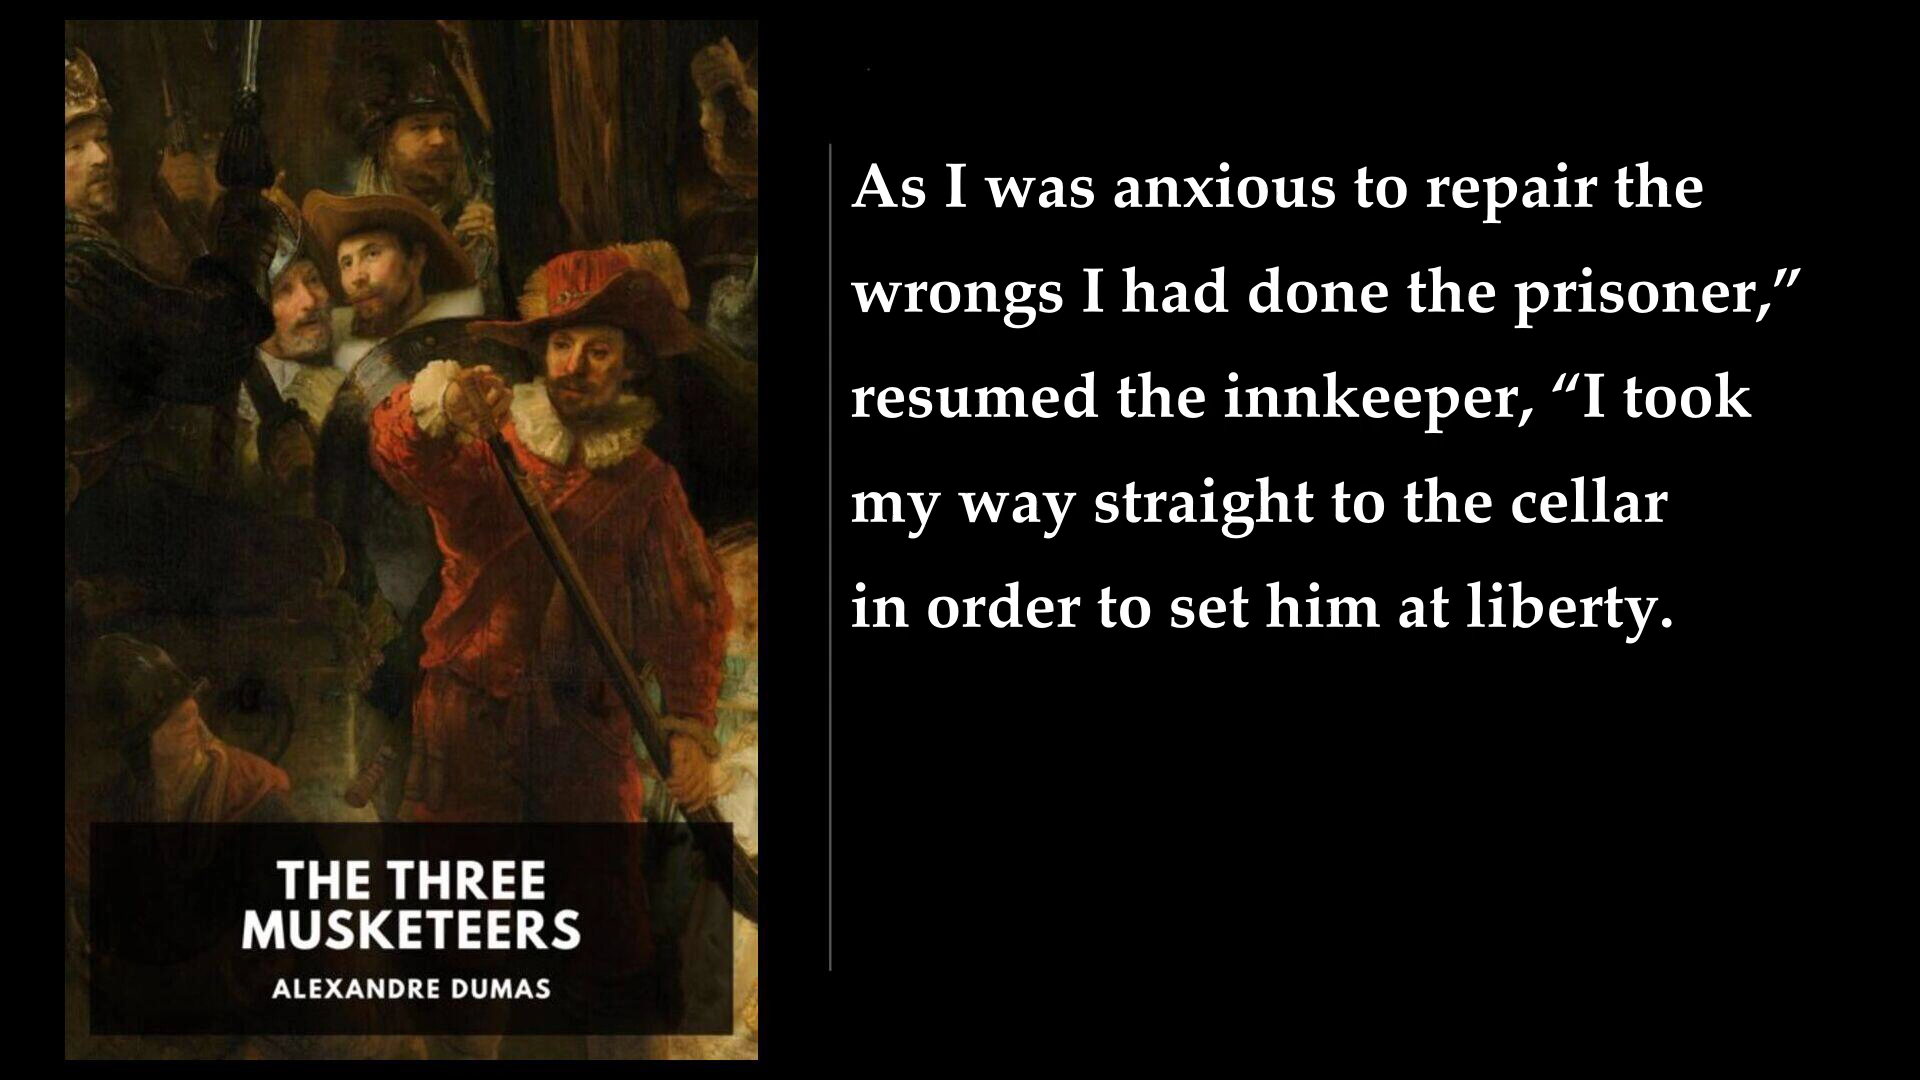 THE THREE
MUSKETEERS
ALEXANDRE DUMAS
As I was anxious to repair the
wrongs I had done the prisoner,”
resumed the innkeeper, “I took
my way straight to the cellar
in order to set him at liberty.